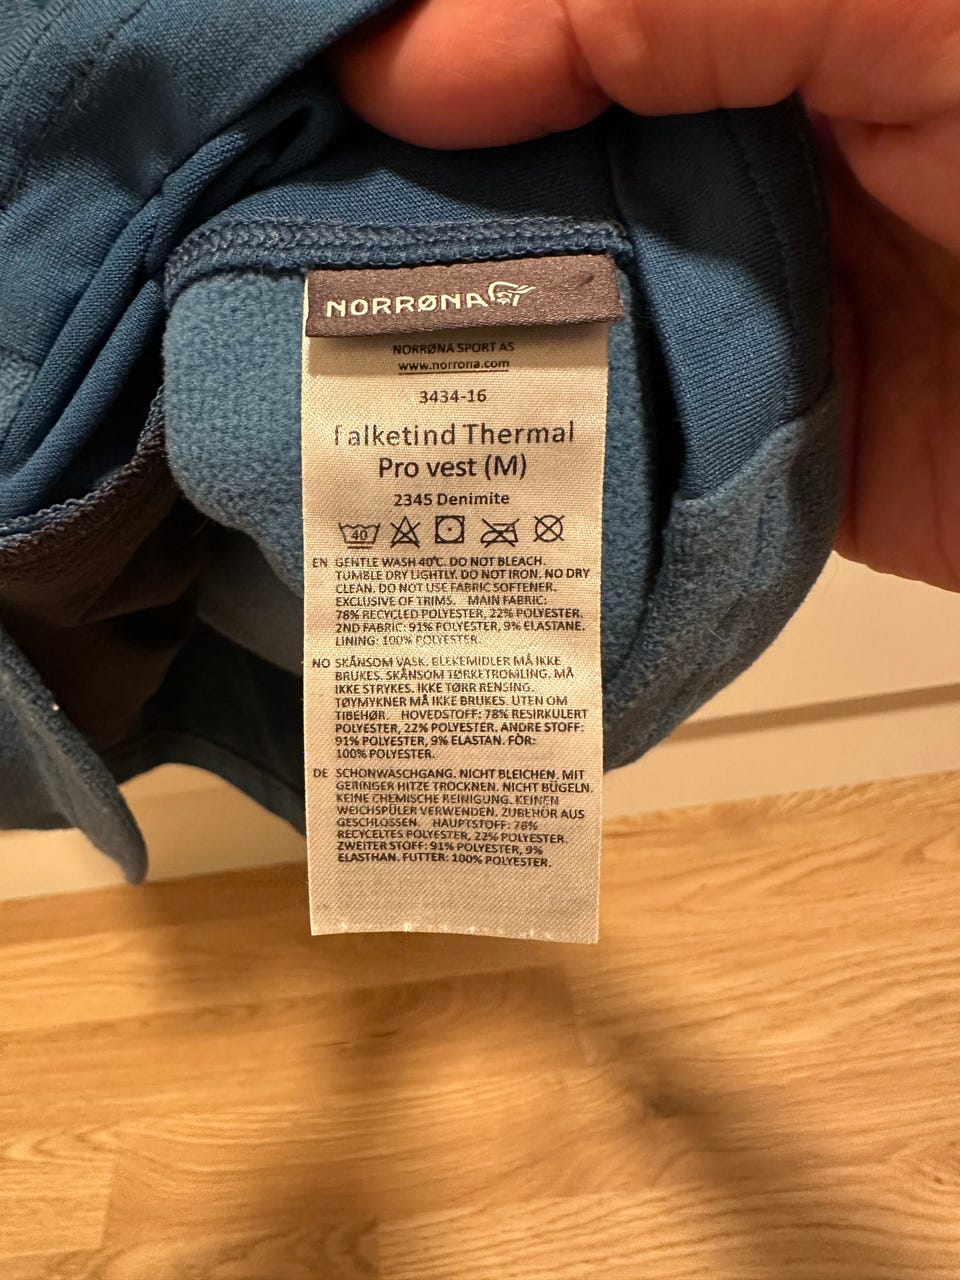 NORRØNA
NORRØNA SPORT AS
www.norrona.com
3434-16
falketind Thermal
Pro vest (M)
2345 Denimite
40
EN GENTLE WASH 40°C. DO NOT BLEACH.
TUMBLE DRY LIGHTLY. DO NOT IRON. NO DRY
CLEAN. DO NOT USE FABRIC SOFTENER.
EXCLUSIVE OF TRIMS. MAIN FABRIC:
78% RECYCLED POLYESTER, 22% POLYESTER.
2ND FABRIC: 91% POLYESTER, 9% ELASTANE.
LINING: 100% POLYESTER.
NO SKÅNSOM VASK. BLEKEMIDLER MÅ IKKE
BRUKES. SKÅNSOM TØRKETROMLING. MÅ
IKKE STRYKES. IKKE TØRR RENSING.
TØYMYKNER MÅ IKKE BRUKES. UTEN OM
TIBEHØR. HOVEDSTOFF: 78% RESIRKULERT
POLYESTER, 22% POLYESTER. ANDRE STOFF:
91% POLYESTER, 9% ELASTAN. FÔR:
100% POLYESTER.
DE SCHONWASCHGANG. NICHT BLEICHEN. MIT
GERINGER HITZE TROCKNEN. NICHT BÜGELN.
KEINE CHEMISCHE REINIGUNG. KEINEN
WEICHSPÜLER VERWENDEN. ZUBEHÖR AUS
GESCHLOSSEN. HAUPTSTOFF: 78%
RECYCELTES POLYESTER, 22% POLYESTER.
ZWEITER STOFF: 91% POLYESTER, 9%
ELASTHAN. FUTTER: 100% POLYESTER.